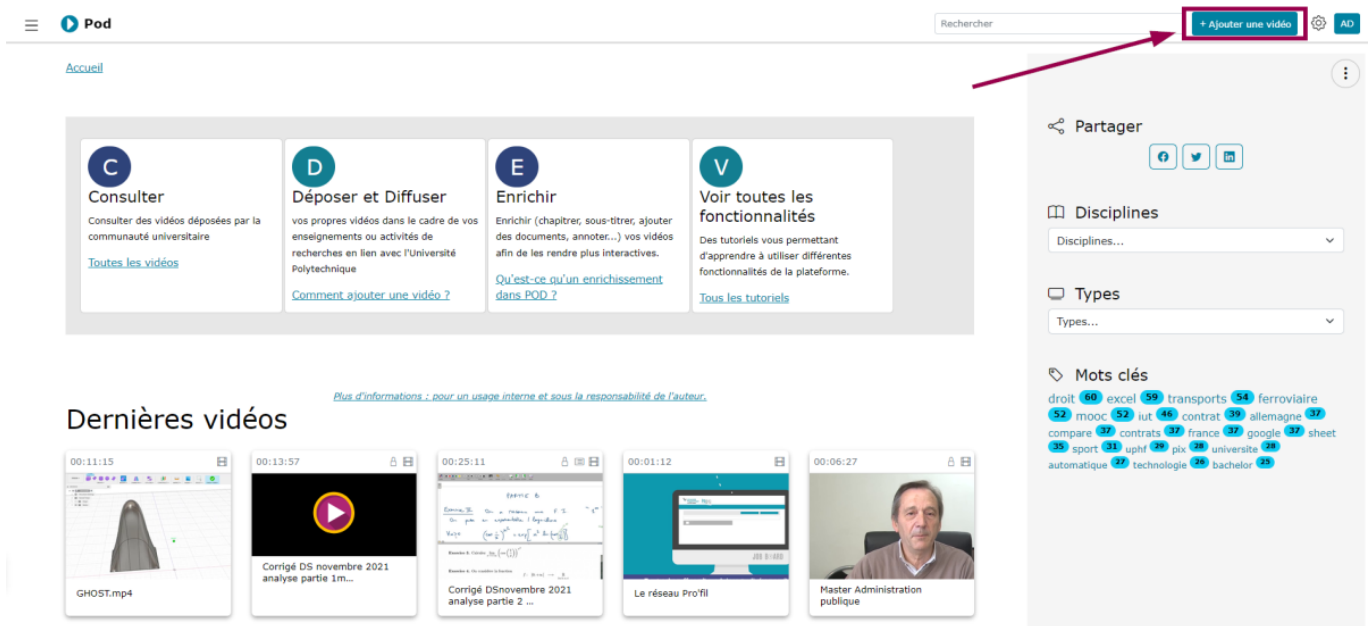 Pod
Rechercher
+ Ajouter une vidéo
AD
Accueil
C
Consulter
Consulter des vidéos déposées par la
communauté universitaire
Toutes les vidéos
D
Déposer et Diffuser
vos propres vidéos dans le cadre de vos
enseignements ou activités de
recherches en lien avec l'Université
Polytechnique
Comment ajouter une vidéo ?
E
Enrichir
Enrichir (chapitrer, sous-titrer, ajouter
des documents, annoter...) vos vidéos
afin de les rendre plus interactives.
Qu'est-ce qu'un enrichissement
dans POD ?
V
Voir toutes les
fonctionnalités
Des tutoriels vous permettant
d'apprendre à utiliser différentes
fonctionnalités de la plateforme.
Tous les tutoriels
Plus d'informations : pour un usage interne et sous la responsabilité de l'auteur.
Dernières vidéos
00:11:15
GHOST.mp4
00:13:57
Corrigé DS novembre 2021
analyse partie 1m...
00:25:11
PARTIE B
Corrigé DSnovembre 2021
analyse partie 2 ...
00:01:12
Le réseau Pro'fil
00:06:27
Master Administration
publique
Partager
Disciplines
Disciplines...
Types
Types...
Mots clés
droit 60 excel 59 transports 54 ferroviaire
52 mooc 52 iut 46 contrat 39 allemagne 37
compare 37 contrats 37 france 37 google 37 sheet
35 sport 31 uphf 29 pix 28 universite 28
automatique 27 technologie 26 bachelor 25